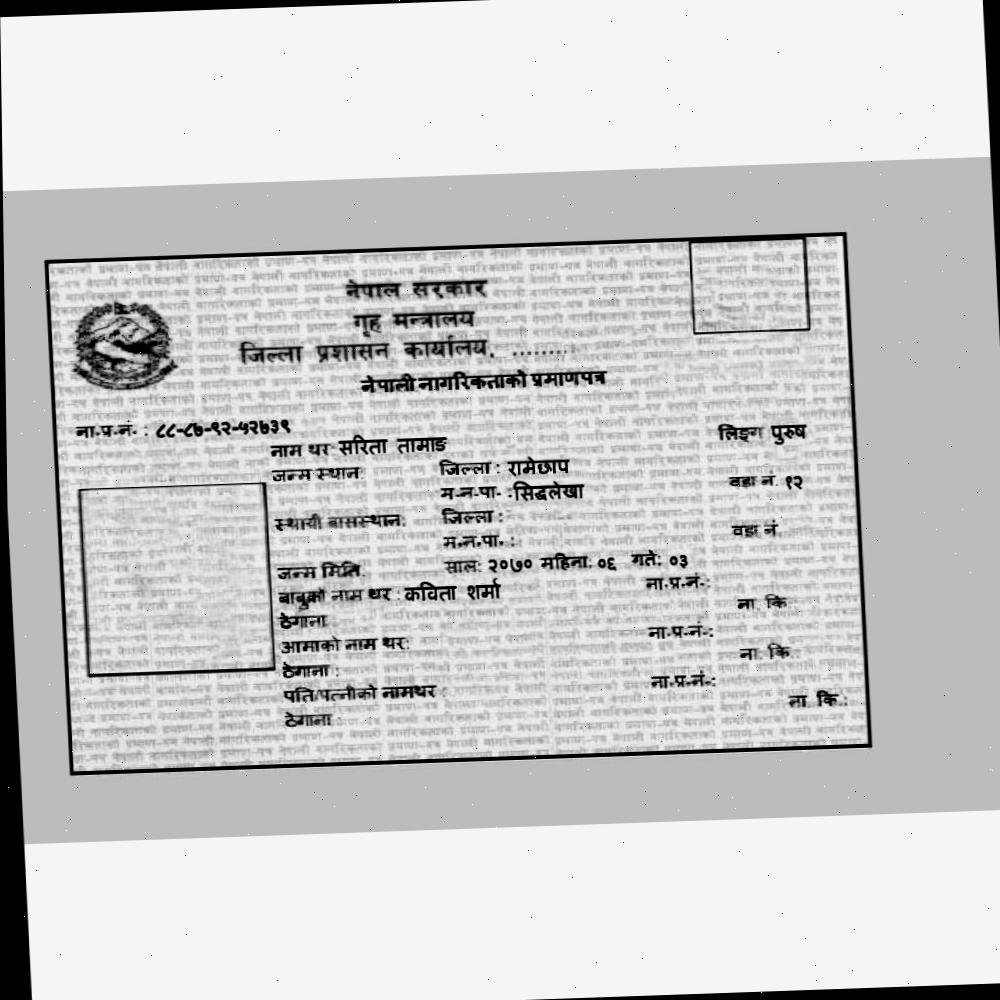 नेपाल सरकार
गृह मन्त्रालय
जिल्ला प्रशासन कार्यालय, ........
नेपाली नागरिकताको प्रमाणपत्र
ना.प्र.नं. : ८८-८७-९२-५२७३९
नाम थर: सरिता तामाङ लिङ्ग पुरुष
जन्म स्थान: जिल्ला : रामेछाप
म.न.पा. : सिद्धलेखा वडा नं. १२
स्थायी बासस्थान: जिल्ला :
म.न.पा. : वडा नं.
जन्म मिति: साल: २०७० महिना: ०६ गते: ०३
बाबुको नाम थर : कविता शर्मा ना.प्र.नं.:
ठेगाना ना. कि.
आमाको नाम थर: ना.प्र.नं.:
ठेगाना : ना. कि.:
पति/पत्नीको नामथर : ना.प्र.नं.:
ठेगाना : ना. कि.: